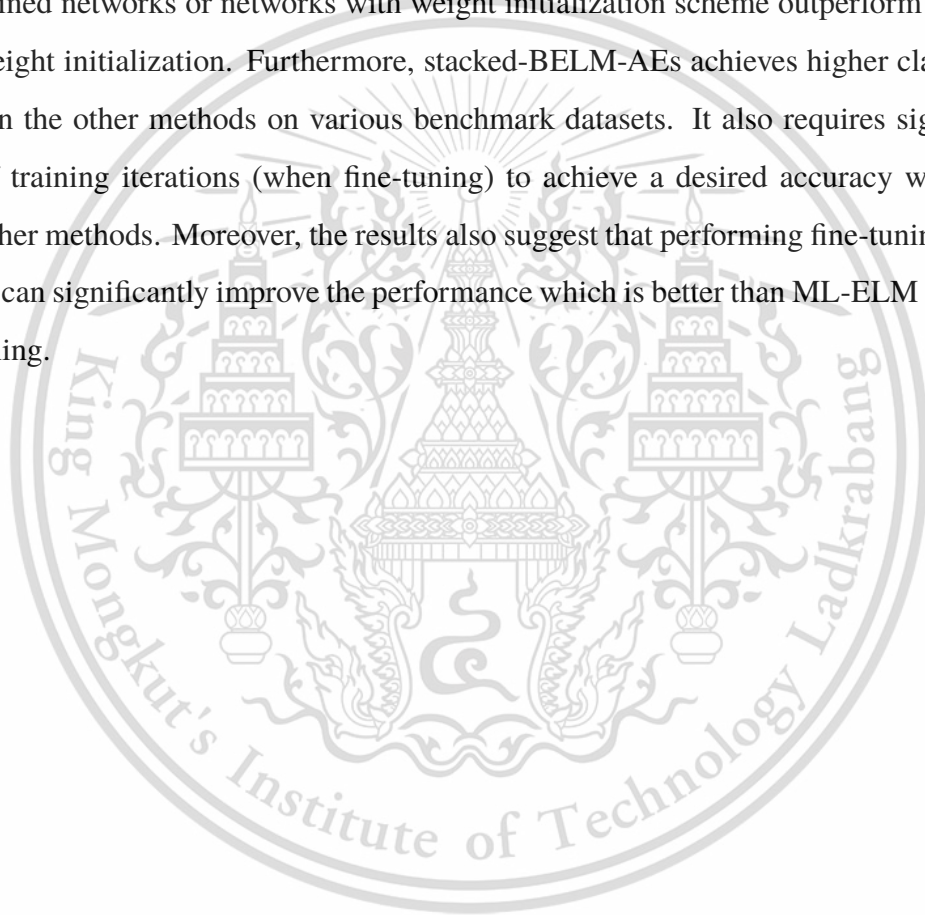 ined networks or networks with weight initialization scheme outperform
eight initialization. Furthermore, stacked-BELM-AEs achieves higher cla
n the other methods on various benchmark datasets. It also requires sig
training iterations (when fine-tuning) to achieve a desired accuracy w
her methods. Moreover, the results also suggest that performing fine-tunin
can significantly improve the performance which is better than ML-ELM
ing.
King Mongkut's Institute of Technology Ladkrabang